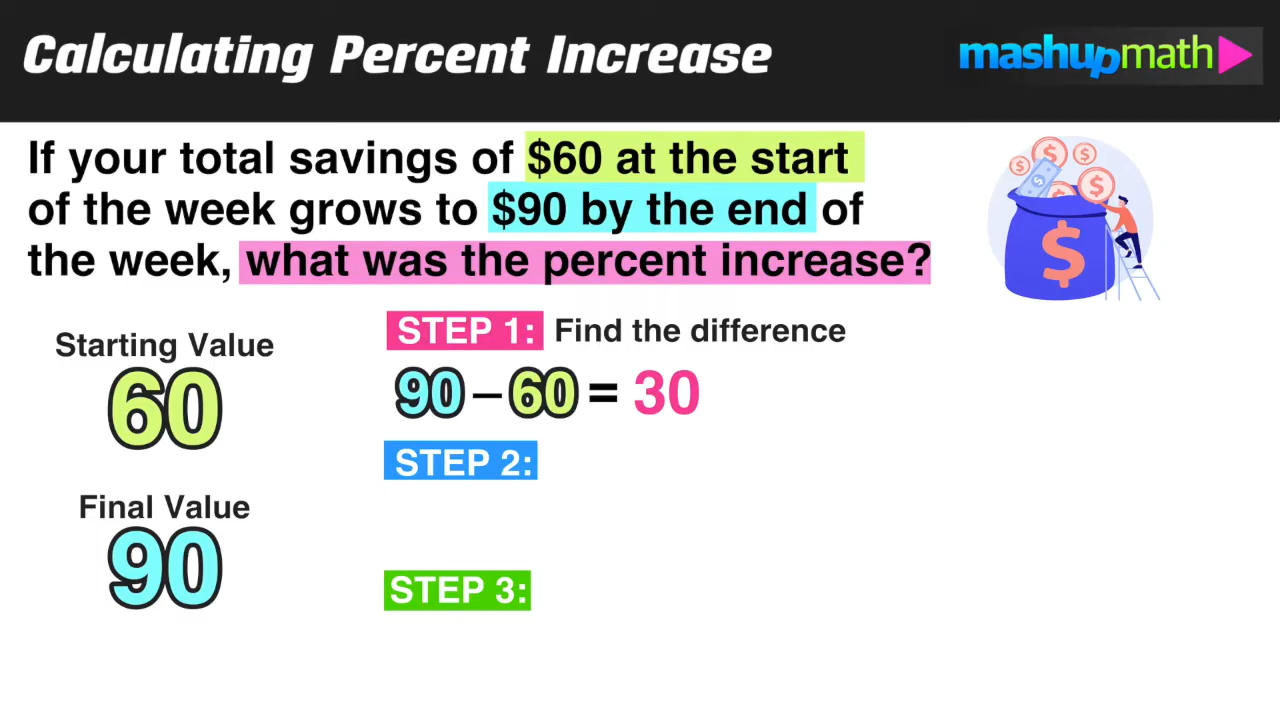 Calculating Percent Increase
mashupmath
If your total savings of $60 at the start
of the week grows to $90 by the end of
the week, what was the percent increase?
$ $ $ $ $ $
Starting Value
60
Final Value
90
STEP 1: Find the difference
90 – 60 = 30
STEP 2:
STEP 3: